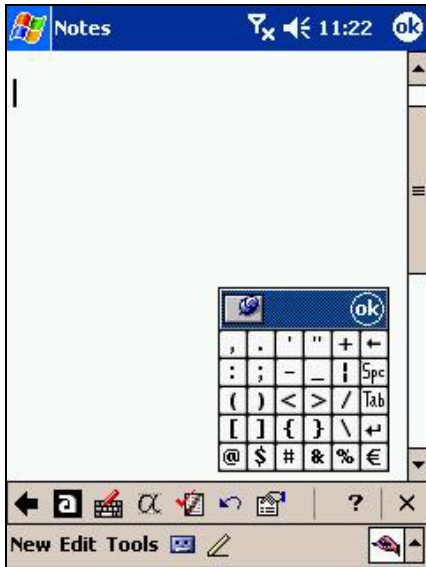 Notes 11:22 ok
ok
, . ' " + ←
: ; - _ ¦ Spc
( ) < > / Tab
[ ] { } \ ↵
@ $ # & % €
a α ? ×
New Edit Tools